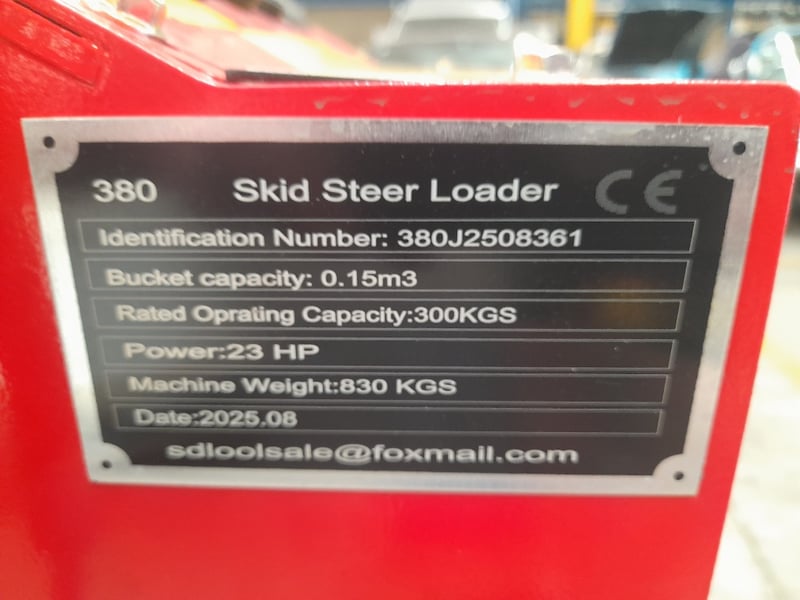 380 Skid Steer Loader CE
Identification Number: 380J2508361
Bucket capacity: 0.15m3
Rated Oprating Capacity:300KGS
Power:23 HP
Machine Weight:830 KGS
Date:2025.08
sdloolsale@foxmail.com